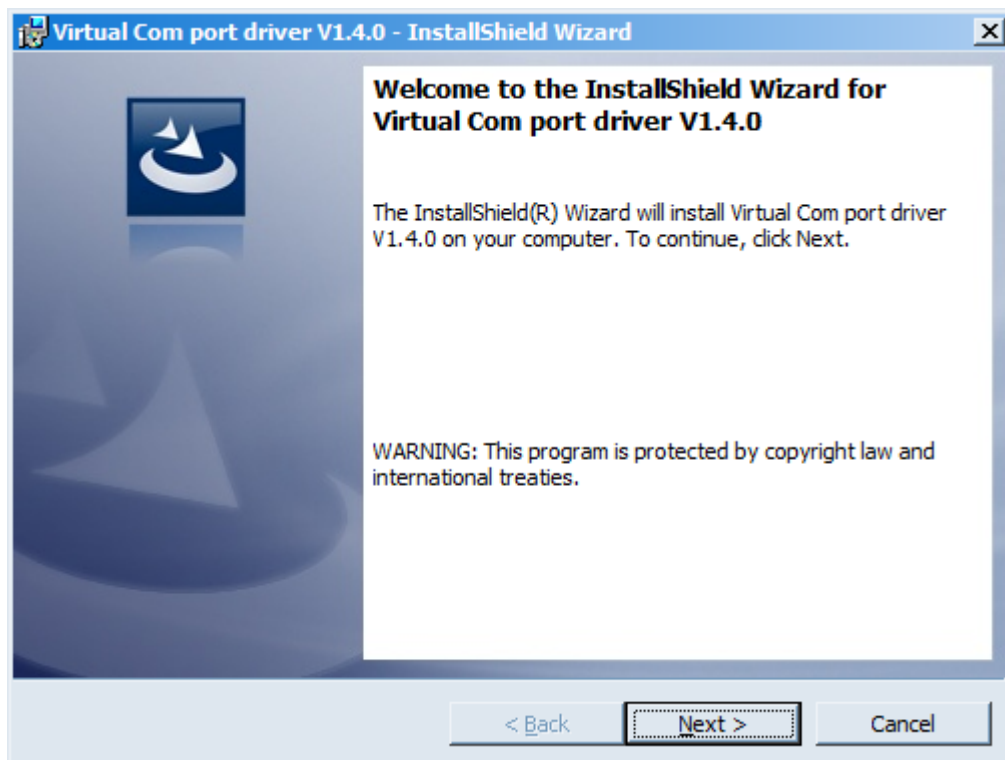 Virtual Com port driver V1.4.0 - InstallShield Wizard
Welcome to the InstallShield Wizard for
Virtual Com port driver V1.4.0
The InstallShield(R) Wizard will install Virtual Com port driver
V1.4.0 on your computer. To continue, click Next.
WARNING: This program is protected by copyright law and
international treaties.
< Back Next > Cancel